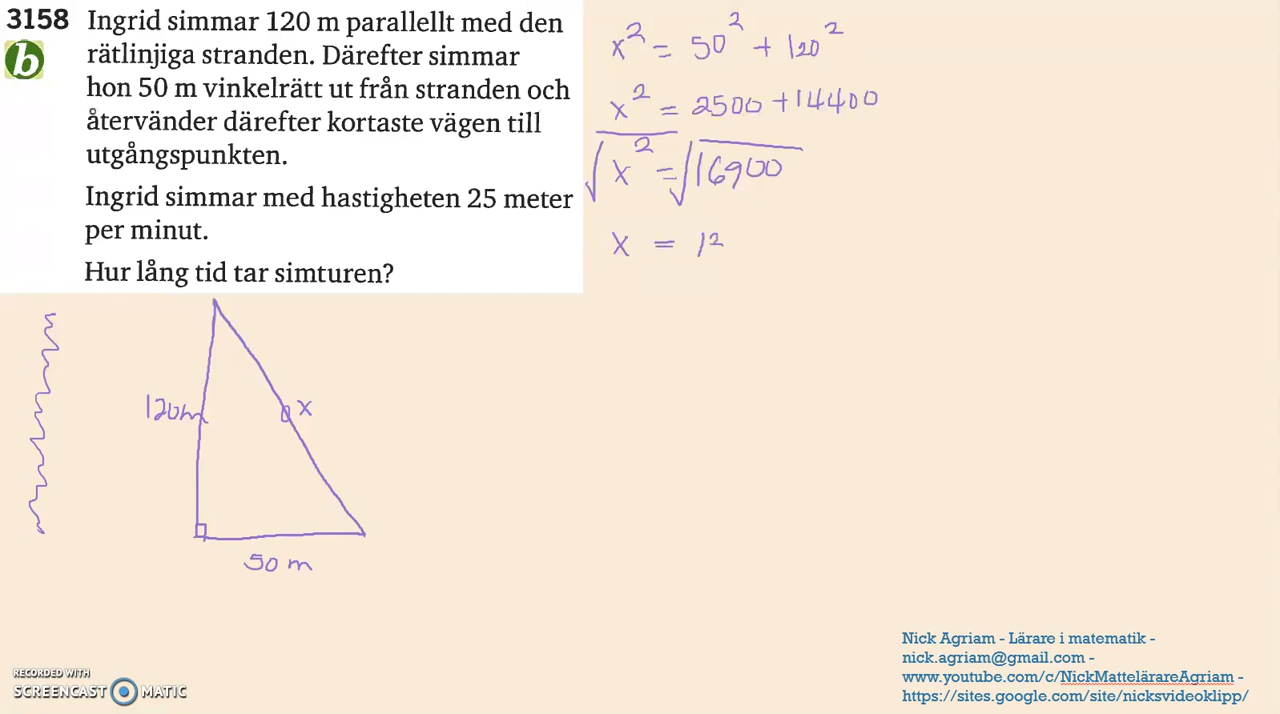 3158 Ingrid simmar 120 m parallellt med den
b rätlinjiga stranden. Därefter simmar
hon 50 m vinkelrätt ut från stranden och
återvänder därefter kortaste vägen till
utgångspunkten.
Ingrid simmar med hastigheten 25 meter
per minut.
Hur lång tid tar simturen?
x² = 50² + 120²
x² = 2500 + 14400
√x² = √16900
x = 12
120m
x
50 m
Nick Agriam - Lärare i matematik -
nick.agriam@gmail.com -
www.youtube.com/c/NickMattelärareAgriam -
https://sites.google.com/site/nicksvideoklipp/
RECORDED WITH
SCREENCAST MATIC